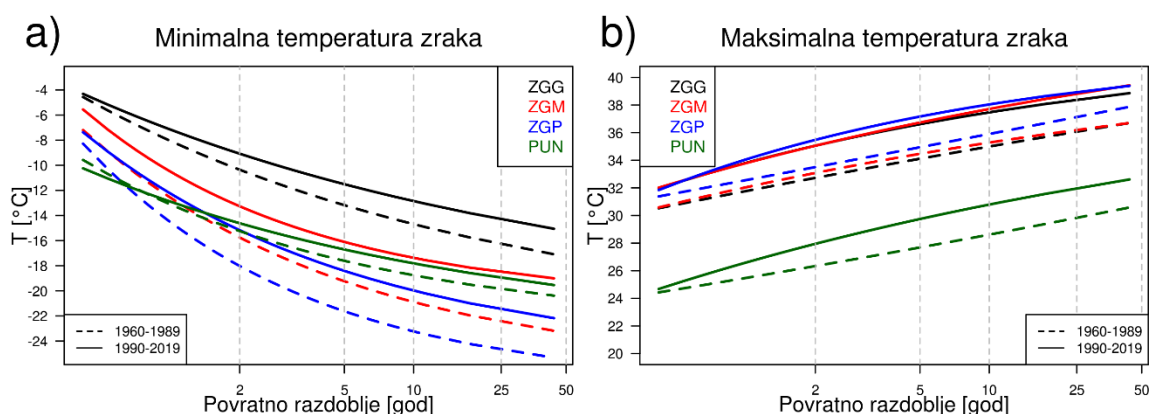 a)
Minimalna temperatura zraka
T [°C]
-4
-6
-8
-10
-12
-14
-16
-18
-20
-22
-24
ZGG
ZGM
ZGP
PUN
1960-1989
1990-2019
2
5
10
25
50
Povratno razdoblje [god]
b)
Maksimalna temperatura zraka
T [°C]
40
38
36
34
32
30
28
26
24
22
20
ZGG
ZGM
ZGP
PUN
1960-1989
1990-2019
2
5
10
25
50
Povratno razdoblje [god]